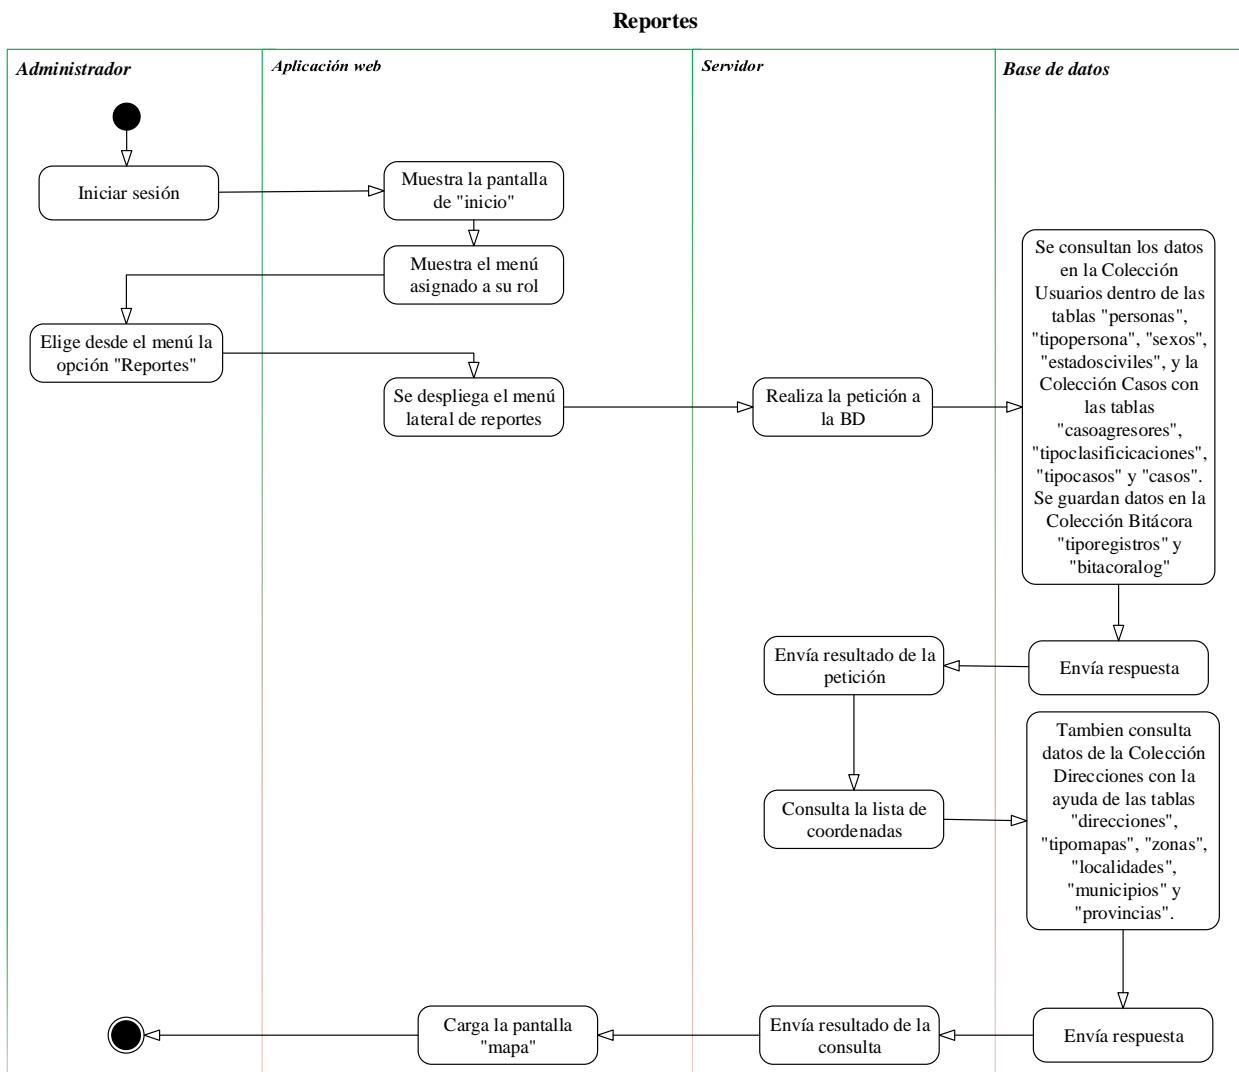 Reportes
Administrador
Aplicación web
Servidor
Base de datos
Iniciar sesión
Muestra la pantalla
de "inicio"
Muestra el menú
asignado a su rol
Elige desde el menú la
opción "Reportes"
Se despliega el menú
lateral de reportes
Realiza la petición a
la BD
Se consultan los datos
en la Colección
Usuarios dentro de las
tablas "personas",
"tipopersona", "sexos",
"estadosciviles", y la
Colección Casos con
las tablas
"casoagresores",
"tipoclasificicaciones",
"tipocasos" y "casos".
Se guardan datos en la
Colección Bitácora
"tiporegistros" y
"bitacoralog"
Envía respuesta
Envía resultado de la
petición
Consulta la lista de
coordenadas
Tambien consulta
datos de la Colección
Direcciones con la
ayuda de las tablas
"direcciones",
"tipomapas", "zonas",
"localidades",
"municipios" y
"provincias".
Envía respuesta
Envía resultado de la
consulta
Carga la pantalla
"mapa"